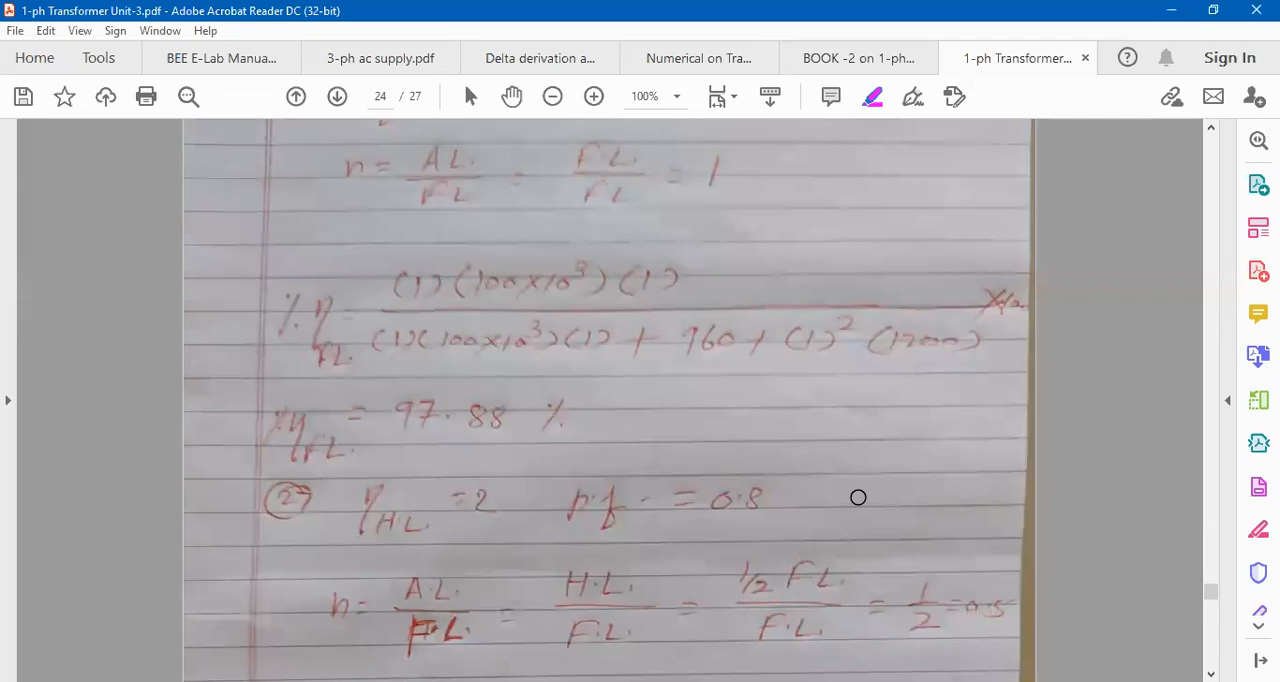 1-ph Transformer Unit-3.pdf - Adobe Acrobat Reader DC (32-bit)
File Edit View Sign Window Help
Home Tools BEE E-Lab Manua... 3-ph ac supply.pdf Delta derivation a... Numerical on Tra... BOOK -2 on 1-ph... 1-ph Transformer... × Sign In
24 / 27 100%
n = A.L. / F.L. = F.L. / F.L. = 1
% η F.L. = (1)(100×10³)(1) / (1)(100×10³)(1) + 960 + (1)² (1200)
% η F.L. = 97.88 %
(2) η H.L. = ? p.f. = 0.8
n = A.L. / F.L. = H.L. / F.L. = 1/2 F.L. / F.L. = 1/2 = 0.5